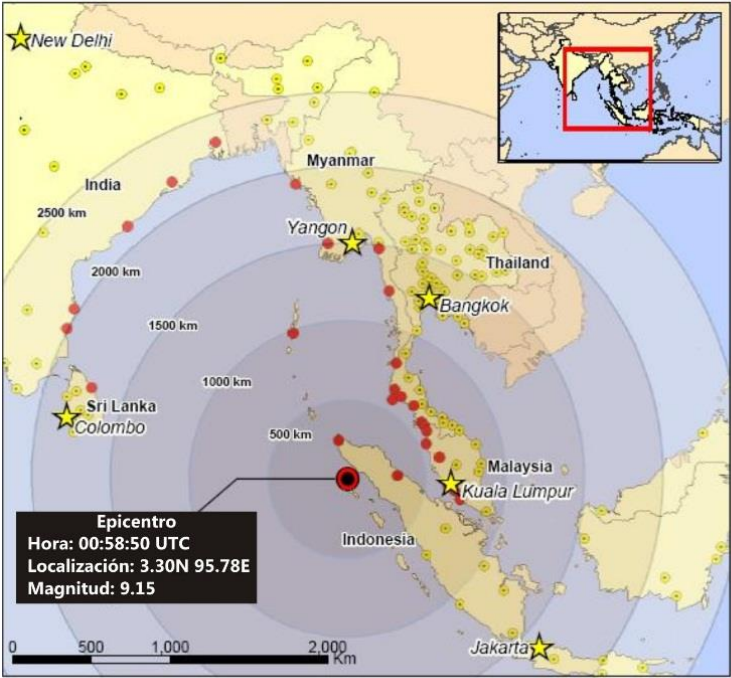 New Delhi
Myanmar
India
2500 km
Yangon
2000 km
Thailand
Bangkok
1500 km
1000 km
Sri Lanka
Colombo
500 km
Malaysia
Kuala Lumpur
Epicentro
Hora: 00:58:50 UTC
Localización: 3.30N 95.78E
Magnitud: 9.15
Indonesia
Jakarta
0 500 1,000 2,000
Km